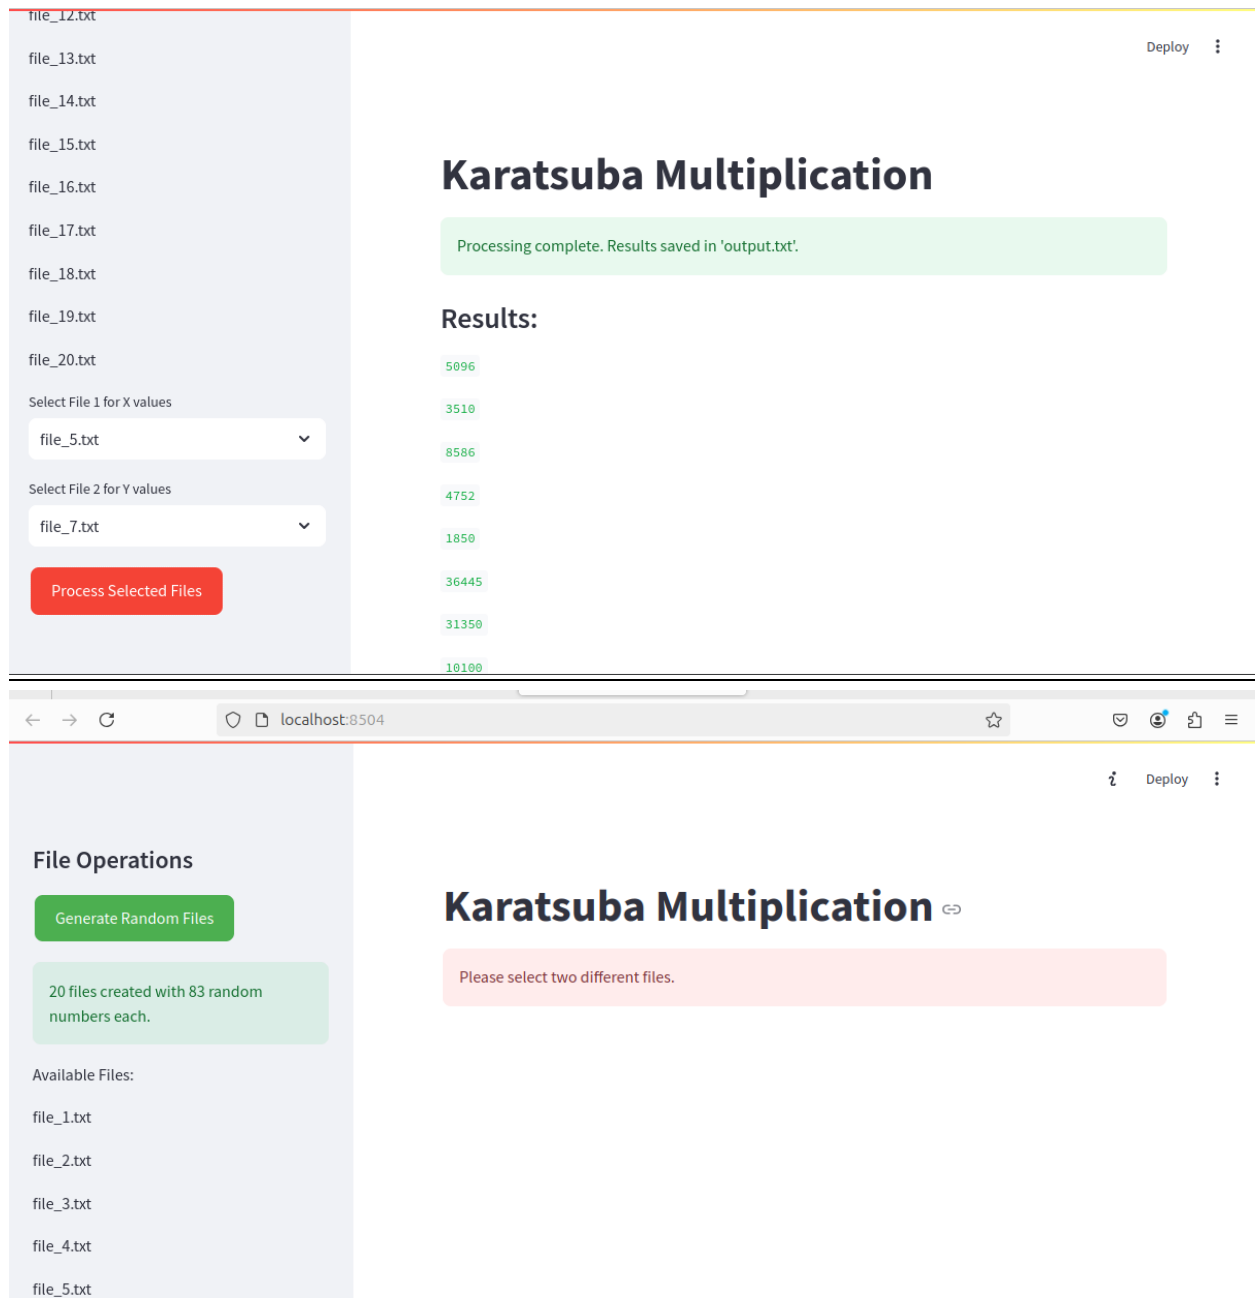 file_12.txt
file_13.txt
file_14.txt
file_15.txt
file_16.txt
file_17.txt
file_18.txt
file_19.txt
file_20.txt
Select File 1 for X values
file_5.txt
Select File 2 for Y values
file_7.txt
Process Selected Files
Deploy
Karatsuba Multiplication
Processing complete. Results saved in 'output.txt'.
Results:
5096
3510
8586
4752
1850
36445
31350
10100
localhost:8504
File Operations
Generate Random Files
20 files created with 83 random
numbers each.
Available Files:
file_1.txt
file_2.txt
file_3.txt
file_4.txt
file_5.txt
Deploy
Karatsuba Multiplication
Please select two different files.